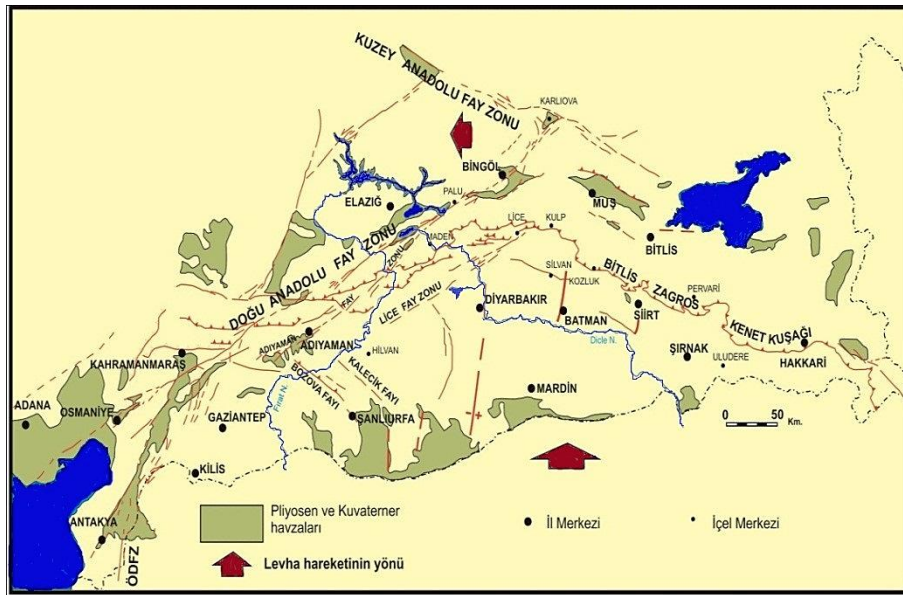 KUZEY ANADOLU FAY ZONU
KARLIOVA
BİNGÖL
ELAZIĞ
PALU
MUŞ
LİCE
KULP
BİTLİS
MADEN
DOĞU ANADOLU FAY ZONU
SİLVAN
KOZLUK
BİTLİS ZAGROS KENET KUŞAĞI
PERVARİ
LİCE FAY ZONU
DİYARBAKIR
BATMAN
SİİRT
ADIYAMAN FAY ZONU
ADIYAMAN
Dicle N.
KAHRAMANMARAŞ
HİLVAN
ŞIRNAK
ULUDERE
HAKKARİ
BOZOVA FAYI
KALECİK FAYI
MARDİN
ADANA
OSMANİYE
GAZİANTEP
Fırat N.
ŞANLIURFA
0 50
Km.
KİLİS
ANTAKYA
ÖDFZ
Pliyosen ve Kuvaterner
havzaları
İl Merkezi
İçel Merkezi
Levha hareketinin yönü